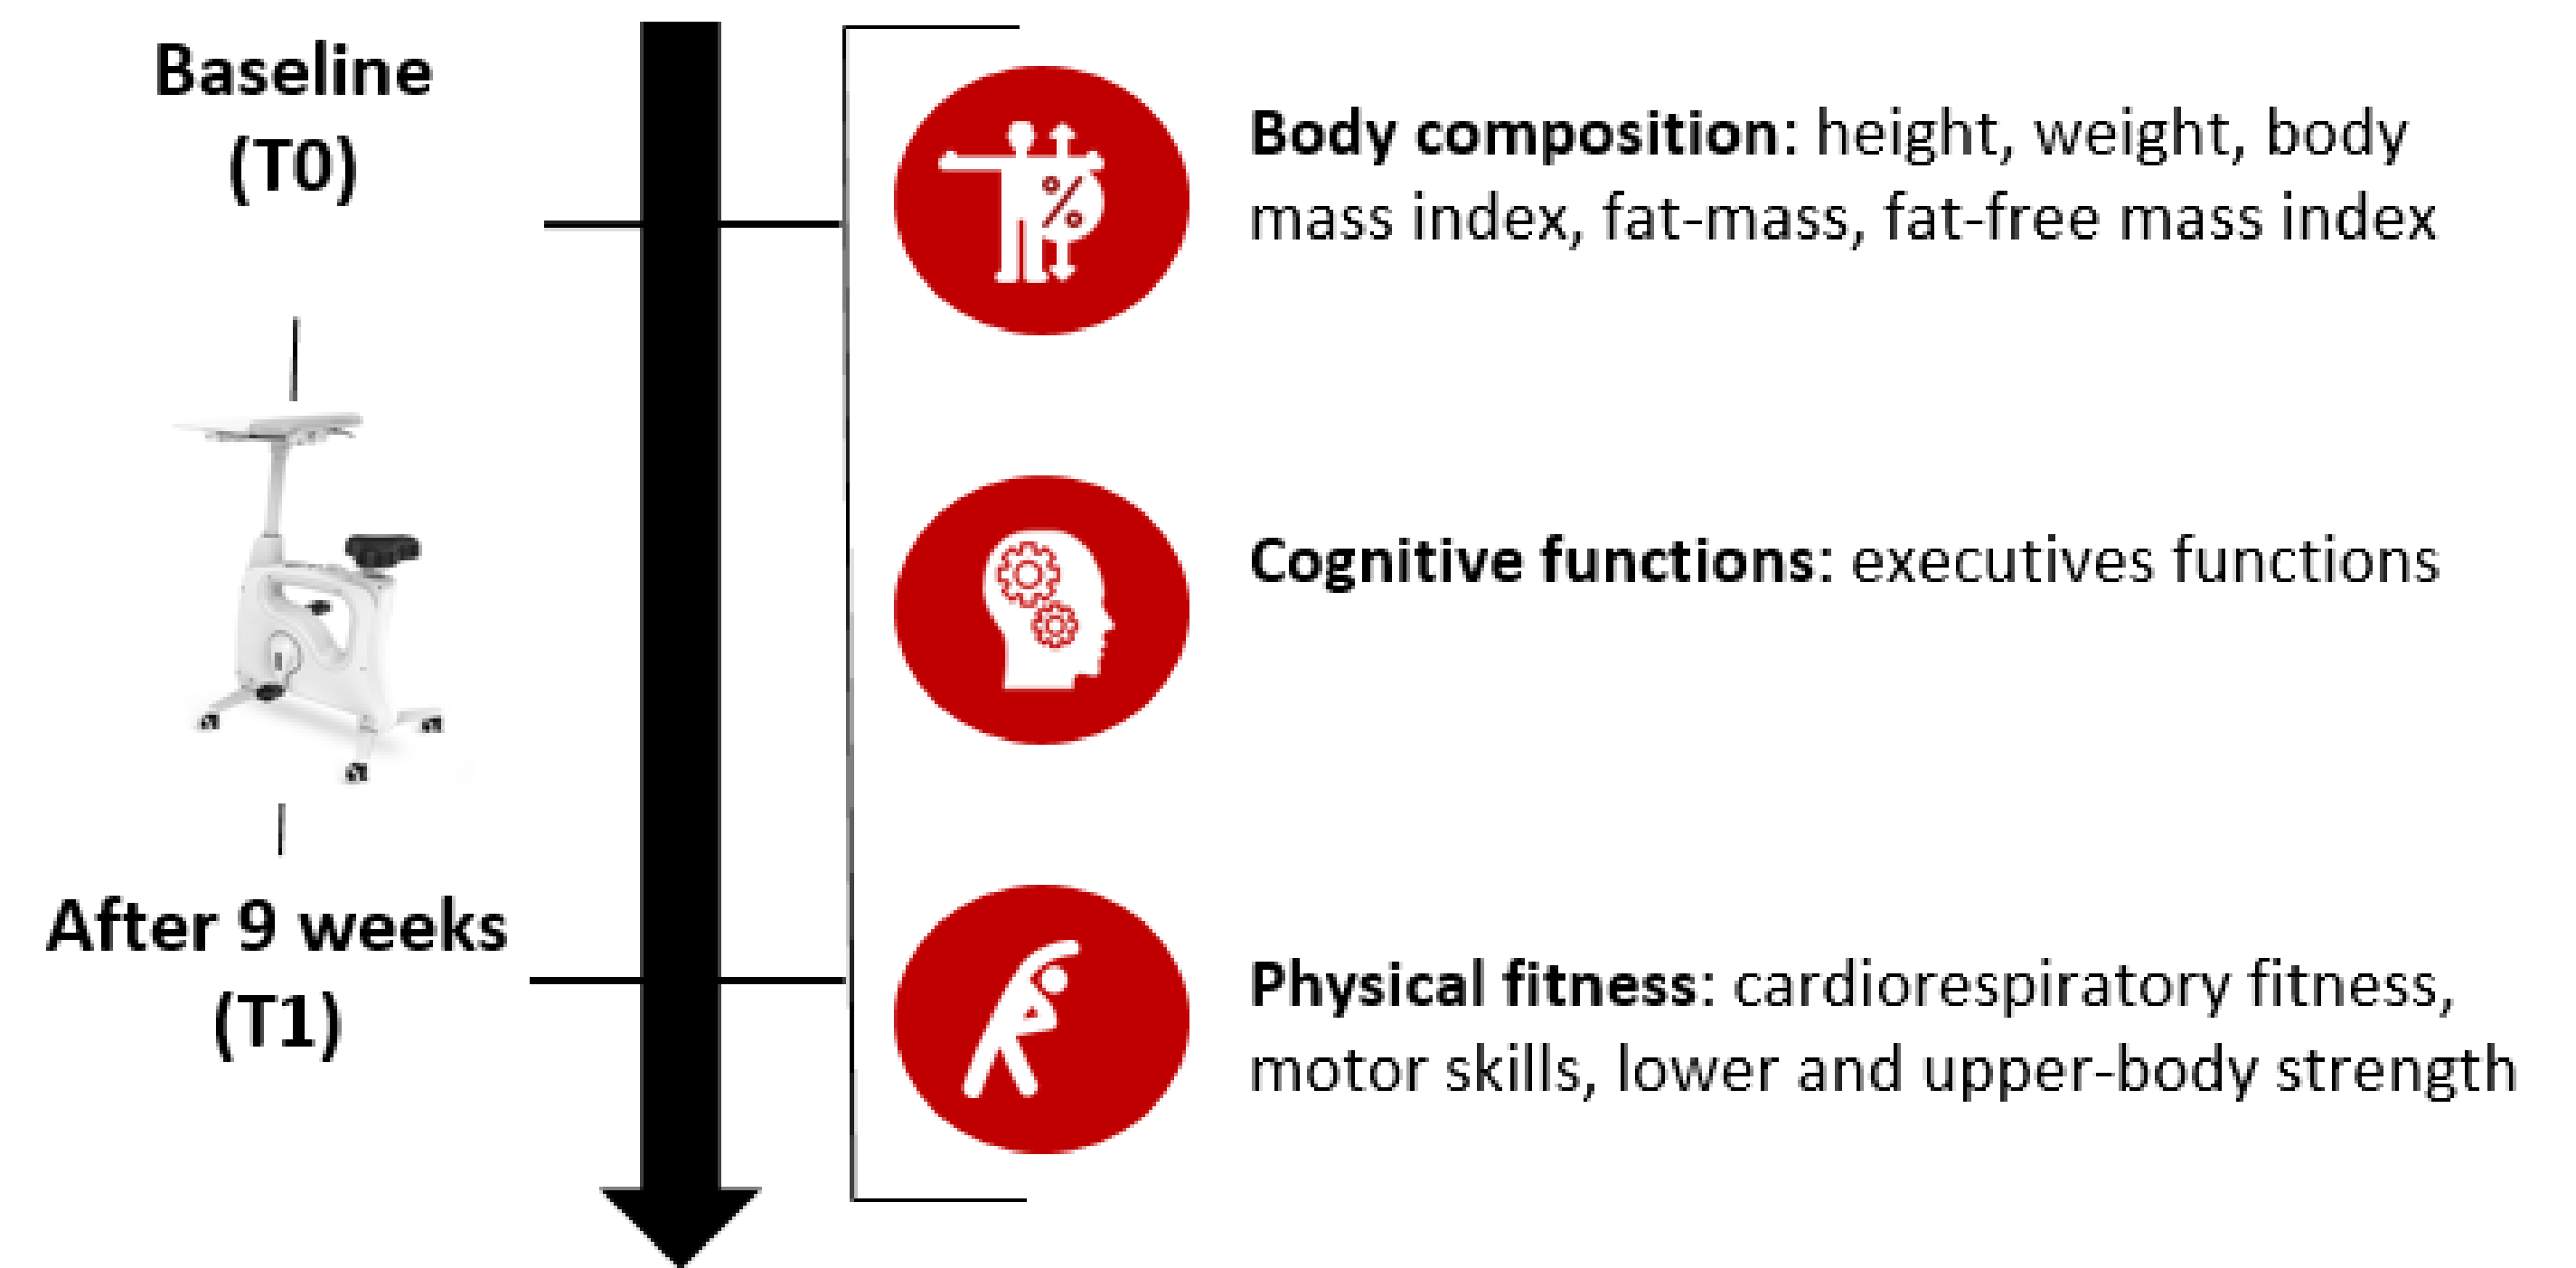 Baseline
(T0)
Body composition: height, weight, body
mass index, fat-mass, fat-free mass index
%
Cognitive functions: executives functions
After 9 weeks
(T1)
Physical fitness: cardiorespiratory fitness,
motor skills, lower and upper-body strength